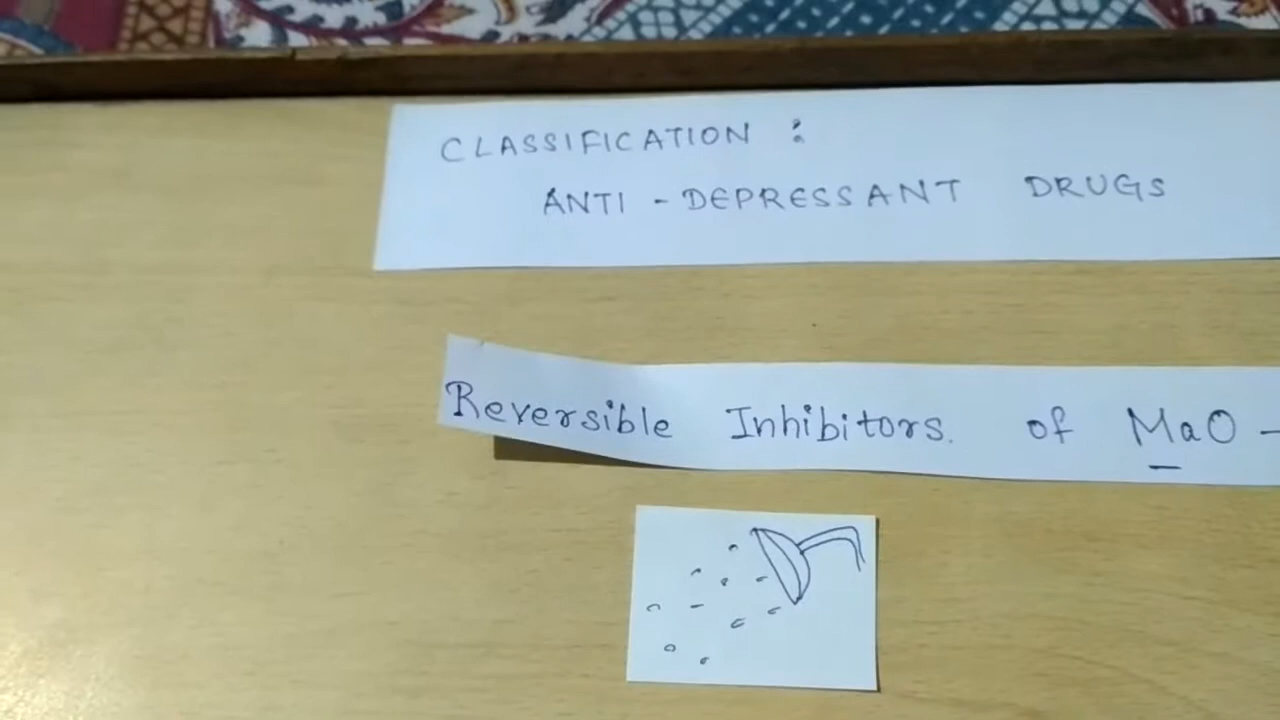 CLASSIFICATION :
ANTI - DEPRESSANT DRUGS
Reversible Inhibitors. of MaO -